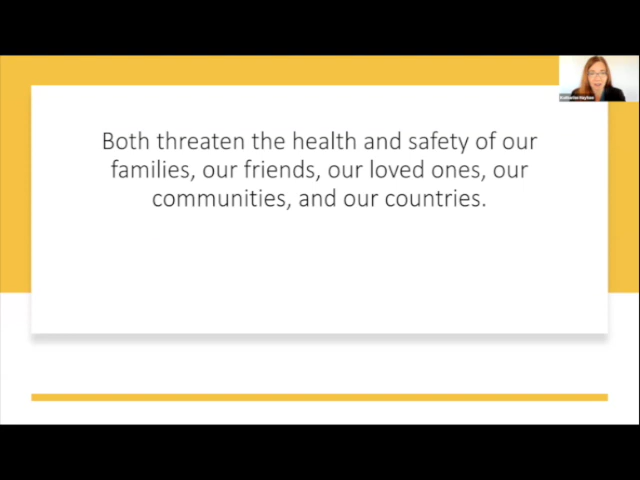 Both threaten the health and safety of our
families, our friends, our loved ones, our
communities, and our countries.